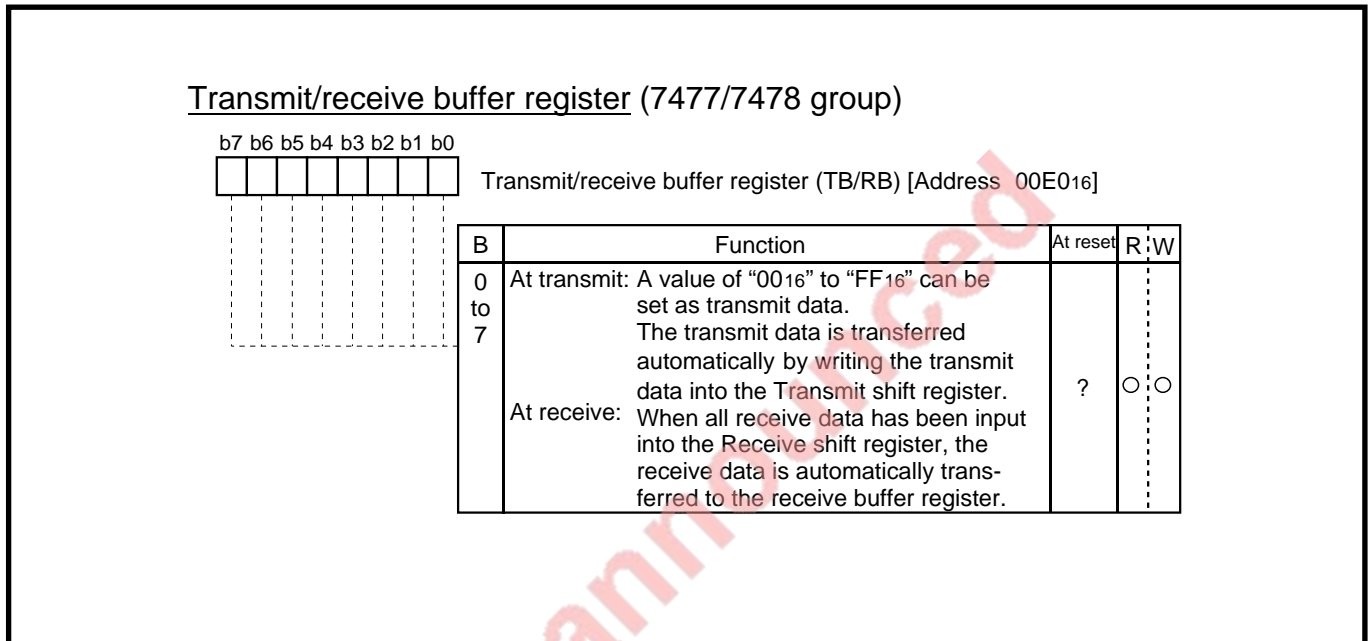 Transmit/receive buffer register (7477/7478 group)
b7 b6 b5 b4 b3 b2 b1 b0
Transmit/receive buffer register (TB/RB) [Address 00E016]
B Function At reset R W
0 to 7
At transmit: A value of “0016” to “FF16” can be
set as transmit data.
The transmit data is transferred
automatically by writing the transmit
data into the Transmit shift register.
At receive: When all receive data has been input
into the Receive shift register, the
receive data is automatically trans-
ferred to the receive buffer register.
? ○ ○
announced